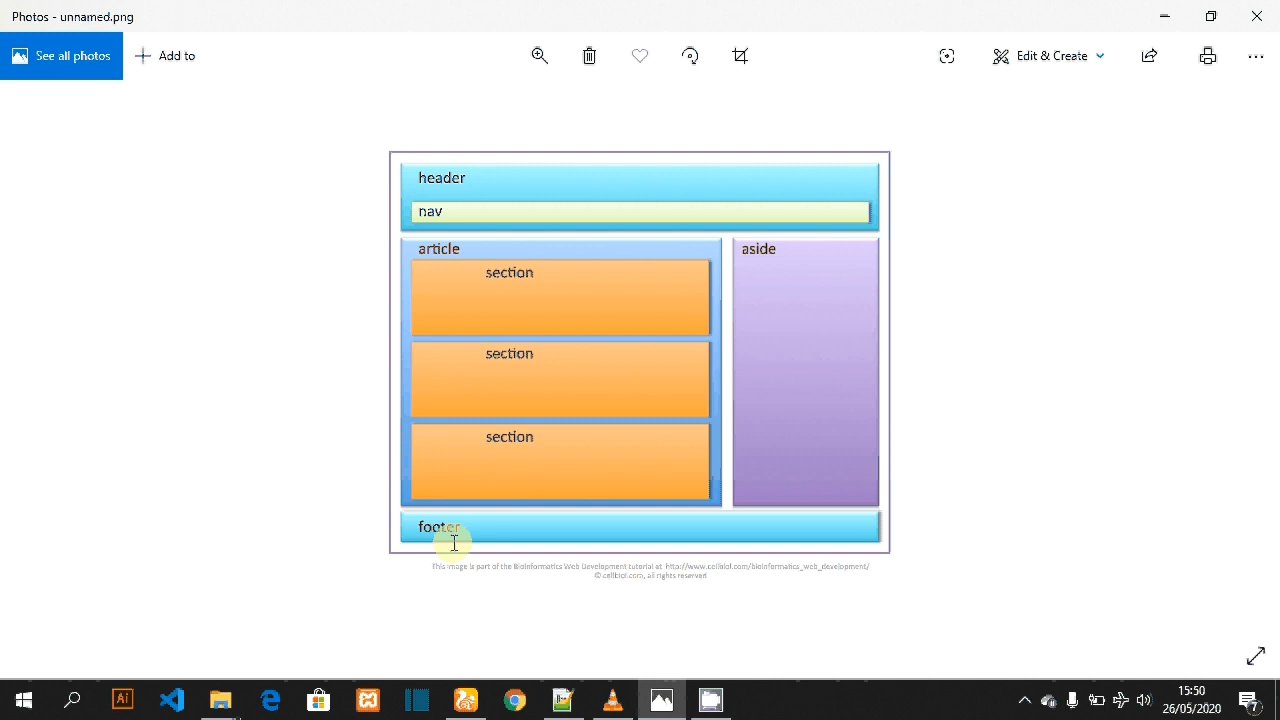 Photos - unnamed.png
See all photos
Add to
Edit & Create
header
nav
article
aside
section
section
section
footer
This image is part of the Bioinformatics Web Development tutorial at http://www.cellbiol.com/bioinformatics_web_development/
© cellbiol.com, all rights reserved
Ai
15:50
26/05/2020
7